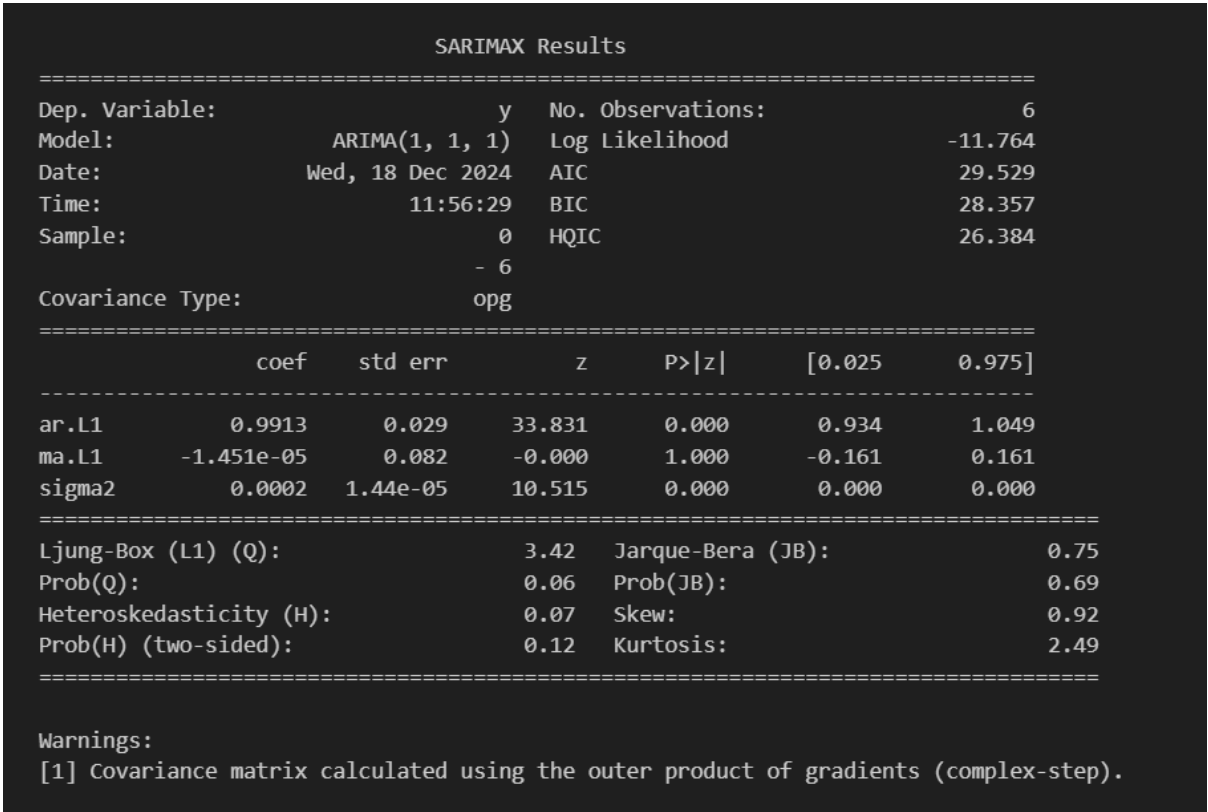 SARIMAX Results
==============================================================================
Dep. Variable:                      y   No. Observations:                    6
Model:                 ARIMA(1, 1, 1)   Log Likelihood                 -11.764
Date:                Wed, 18 Dec 2024   AIC                             29.529
Time:                        11:56:29   BIC                             28.357
Sample:                             0   HQIC                            26.384
- 6
Covariance Type:                  opg
==============================================================================
coef    std err          z      P>|z|      [0.025      0.975]
------------------------------------------------------------------------------
ar.L1          0.9913      0.029     33.831      0.000       0.934       1.049
ma.L1      -1.451e-05      0.082     -0.000      1.000      -0.161       0.161
sigma2         0.0002   1.44e-05     10.515      0.000       0.000       0.000
===================================================================================
Ljung-Box (L1) (Q):                   3.42   Jarque-Bera (JB):                 0.75
Prob(Q):                              0.06   Prob(JB):                         0.69
Heteroskedasticity (H):               0.07   Skew:                             0.92
Prob(H) (two-sided):                  0.12   Kurtosis:                         2.49
===================================================================================
Warnings:
[1] Covariance matrix calculated using the outer product of gradients (complex-step).